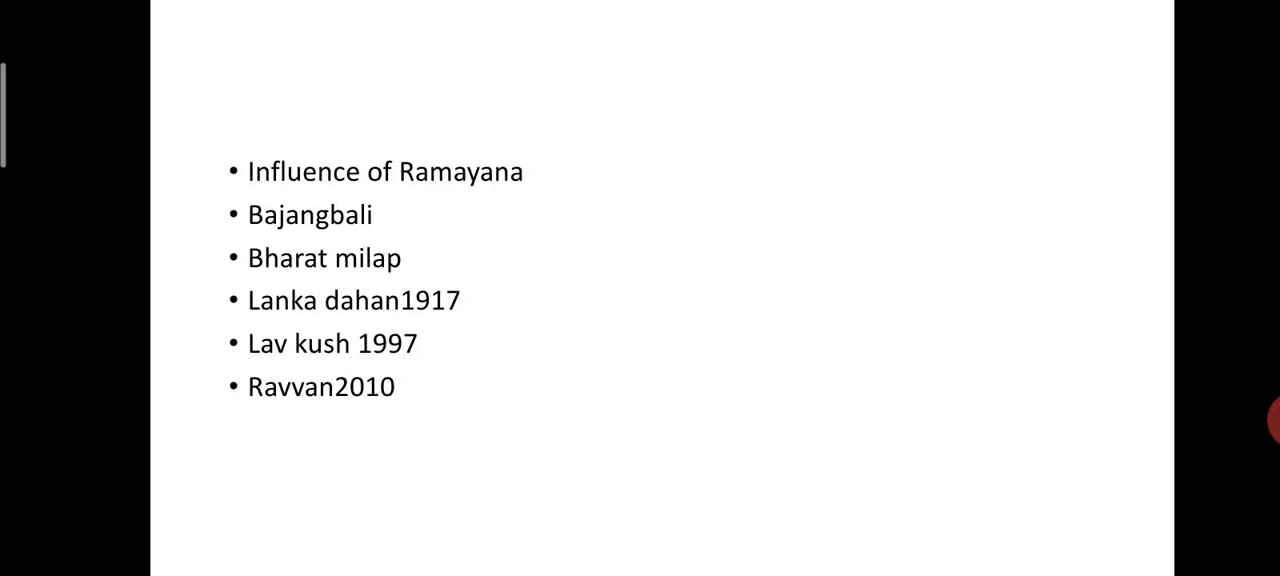 • Influence of Ramayana
• Bajangbali
• Bharat milap
• Lanka dahan1917
• Lav kush 1997
• Ravvan2010